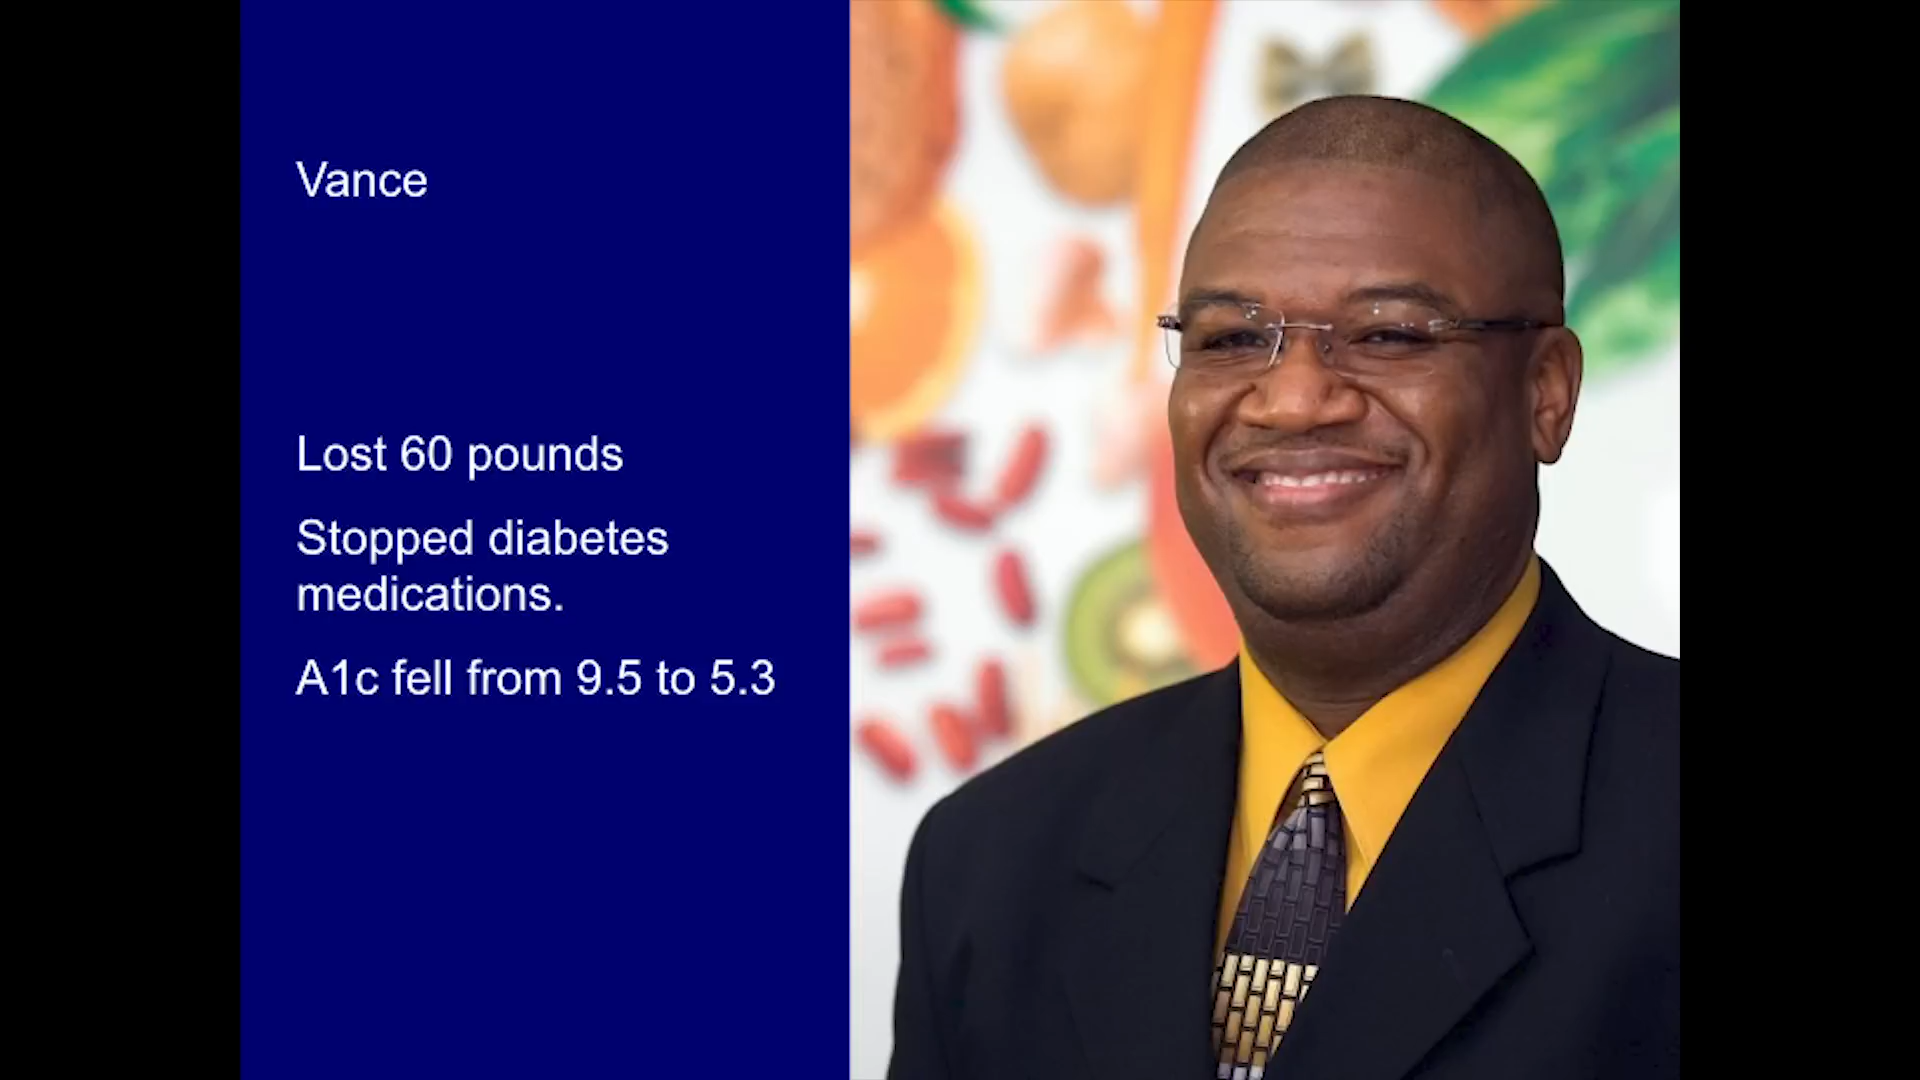 Vance
Lost 60 pounds
Stopped diabetes
medications.
A1c fell from 9.5 to 5.3